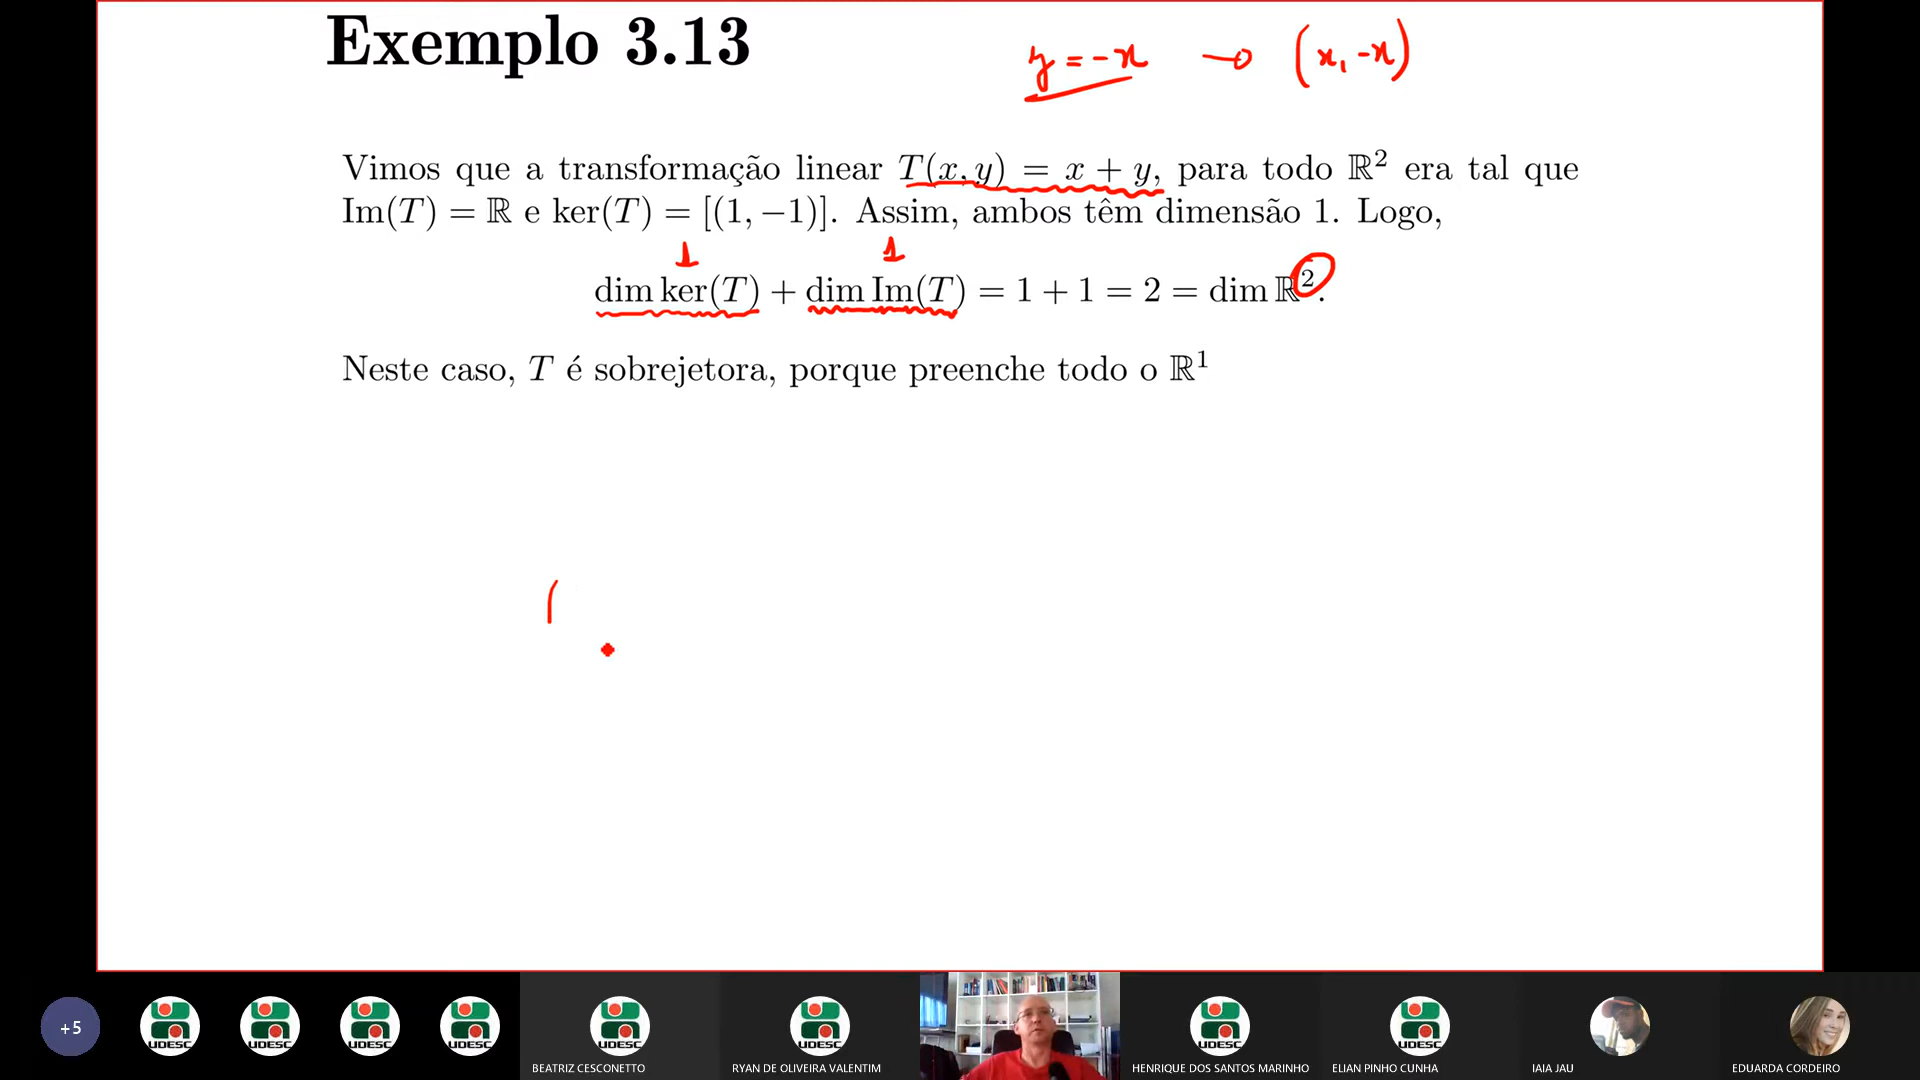 Exemplo 3.13
y = -x → (x, -x)
Vimos que a transformação linear T(x, y) = x + y, para todo ℝ² era tal que
Im(T) = ℝ e ker(T) = [(1, −1)]. Assim, ambos têm dimensão 1. Logo,
1 1
dim ker(T) + dim Im(T) = 1 + 1 = 2 = dim ℝ².
Neste caso, T é sobrejetora, porque preenche todo o ℝ¹
+5
UDESC UDESC UDESC UDESC UDESC UDESC UDESC UDESC
BEATRIZ CESCONETTO RYAN DE OLIVEIRA VALENTIM HENRIQUE DOS SANTOS MARINHO ELIAN PINHO CUNHA IAIA JAU EDUARDA CORDEIRO